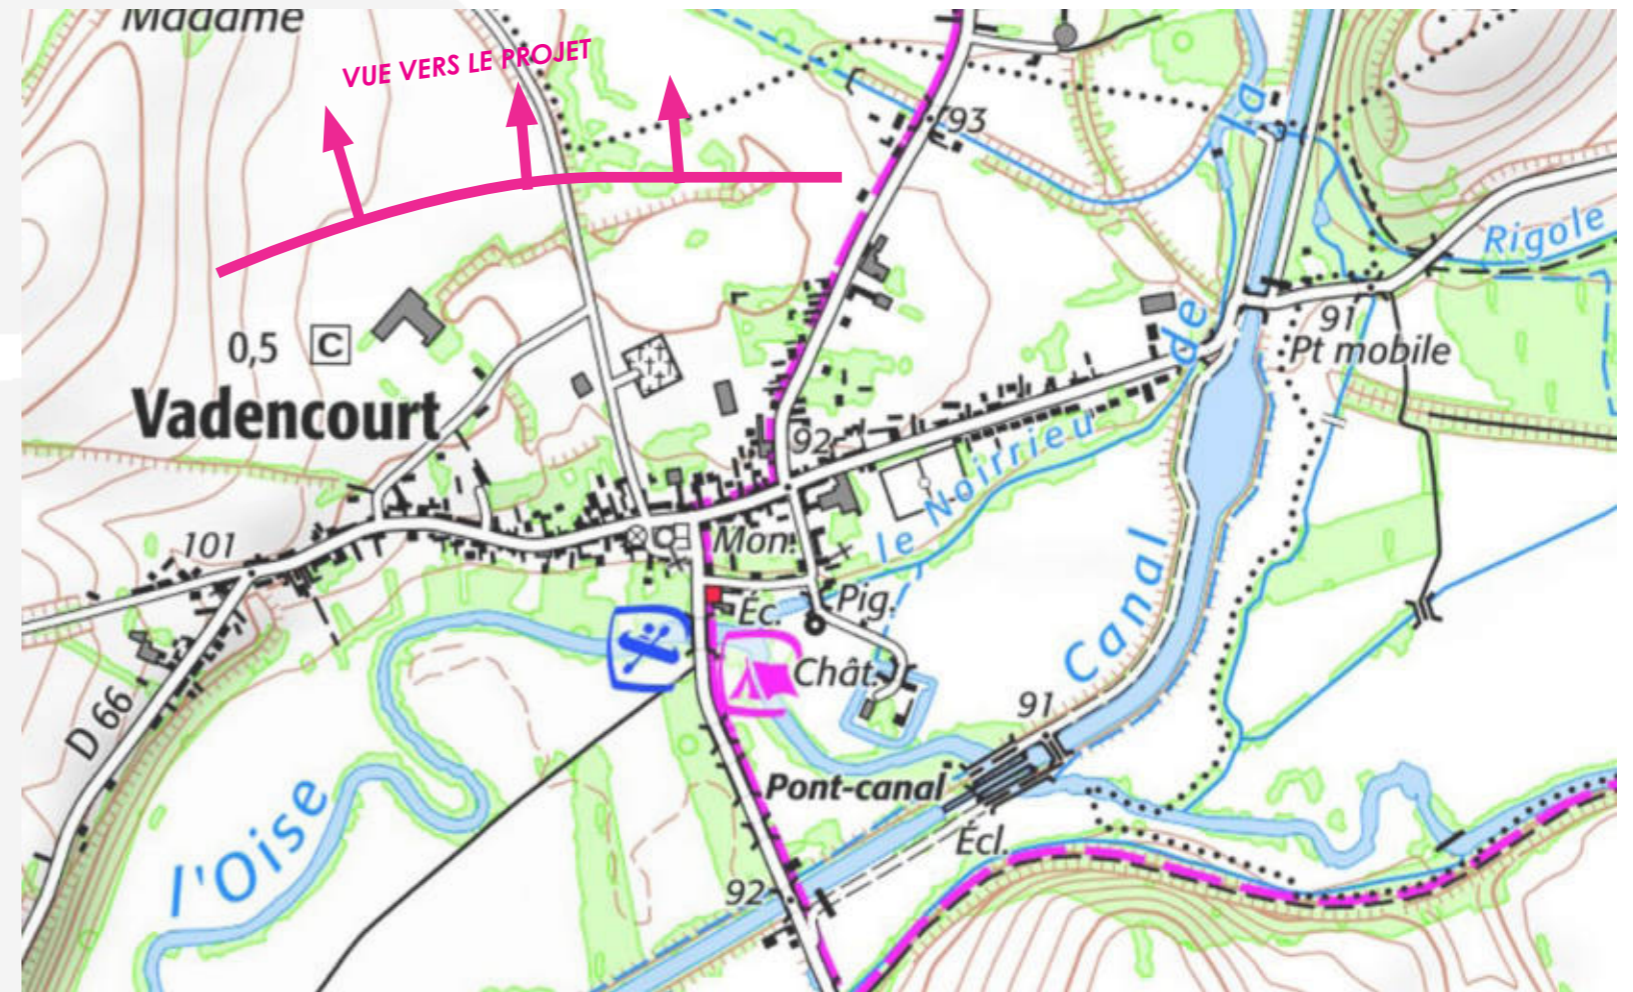 Madame
VUE VERS LE PROJET
93
la
Rigole
0,5 C
de
91
Pt mobile
Vadencourt
92
le Noirrieu
101
Mon.
Canal
Éc.
Pig.
Chât.
D 66
91
Pont-canal
l'Oise
Écl.
92